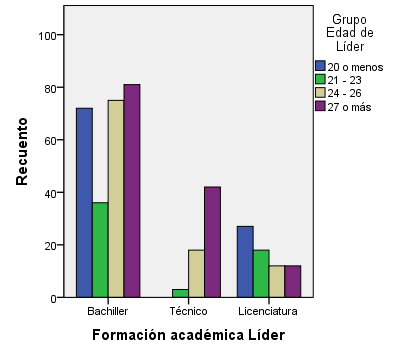 Grupo
Edad de
Líder
20 o menos
21 - 23
24 - 26
27 o más
Recuento
100
80
60
40
20
0
Bachiller Técnico Licenciatura
Formación académica Líder